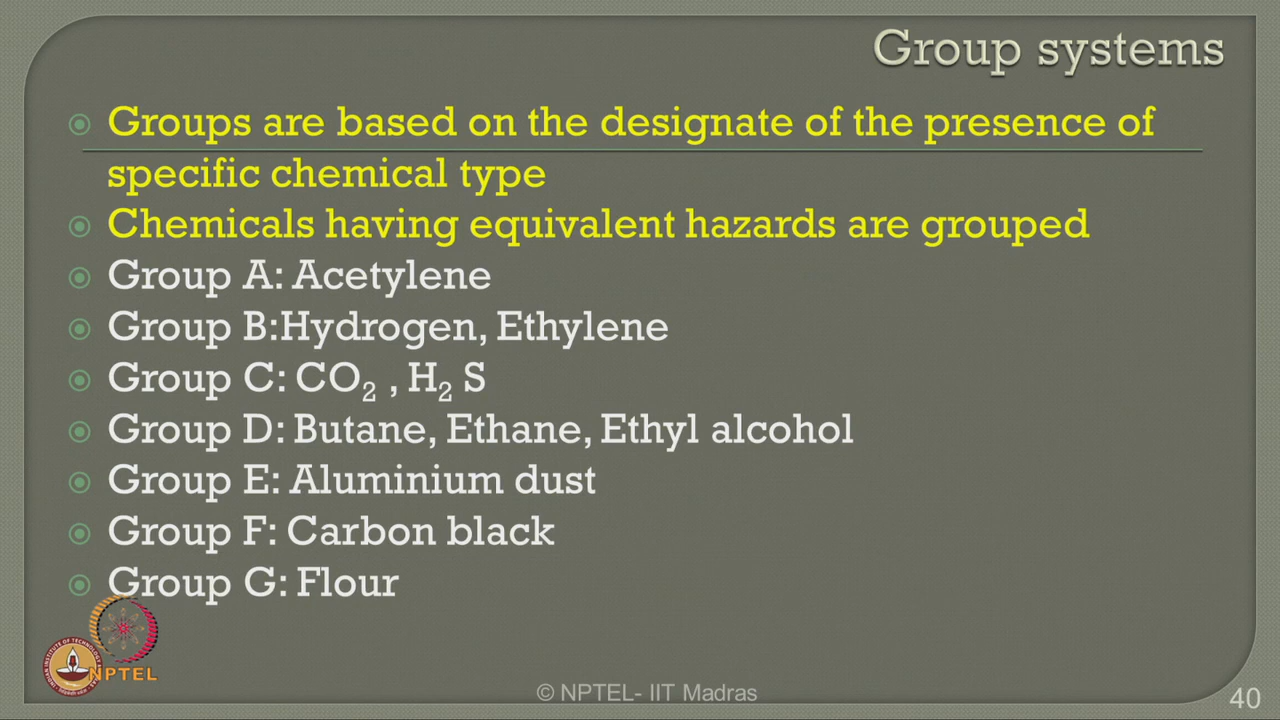 Group systems
Groups are based on the designate of the presence of
specific chemical type
Chemicals having equivalent hazards are grouped
Group A: Acetylene
Group B:Hydrogen, Ethylene
Group C: CO₂ , H₂ S
Group D: Butane, Ethane, Ethyl alcohol
Group E: Aluminium dust
Group F: Carbon black
Group G: Flour
NPTEL
© NPTEL- IIT Madras
40